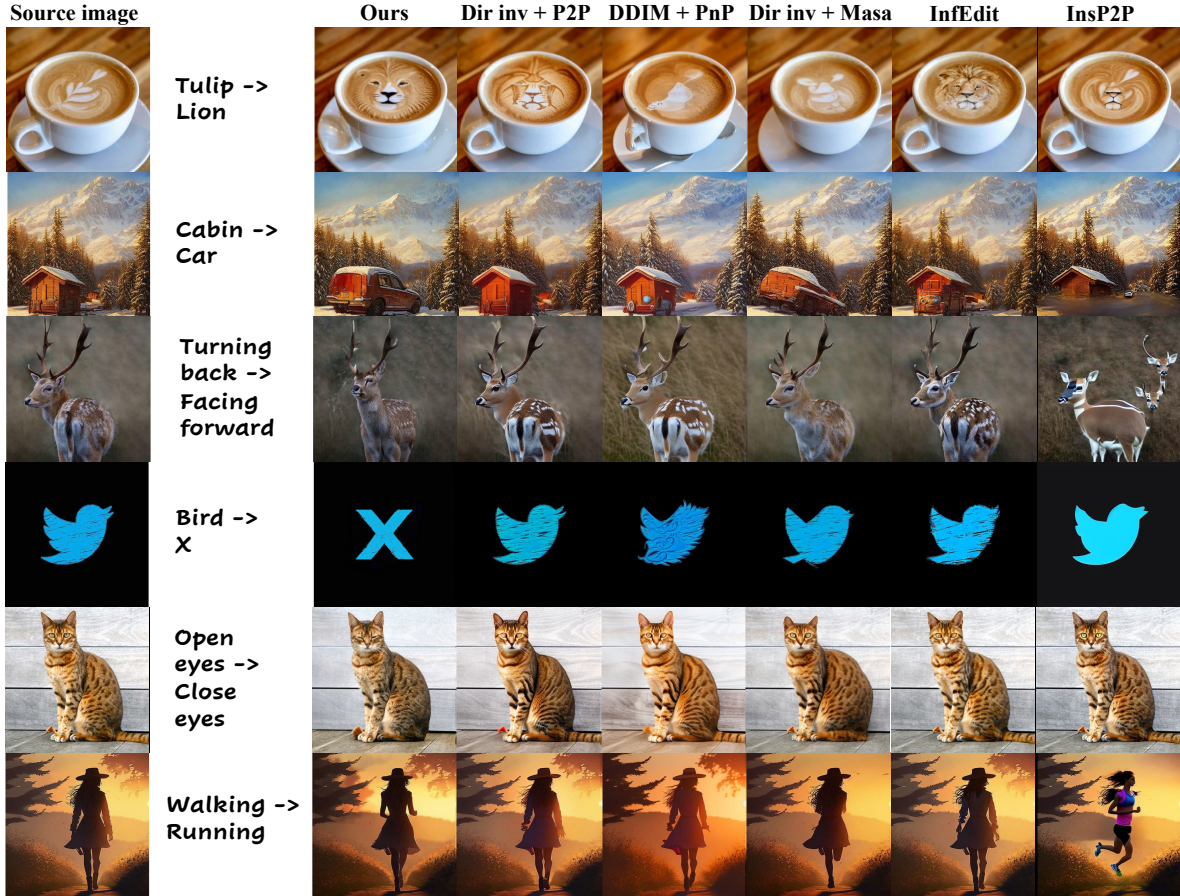 Source image Ours Dir inv + P2P DDIM + PnP Dir inv + Masa InfEdit InsP2P
Tulip ->
Lion
Cabin ->
Car
Turning
back ->
Facing
forward
Bird ->
X
X
Open
eyes ->
Close
eyes
Walking ->
Running